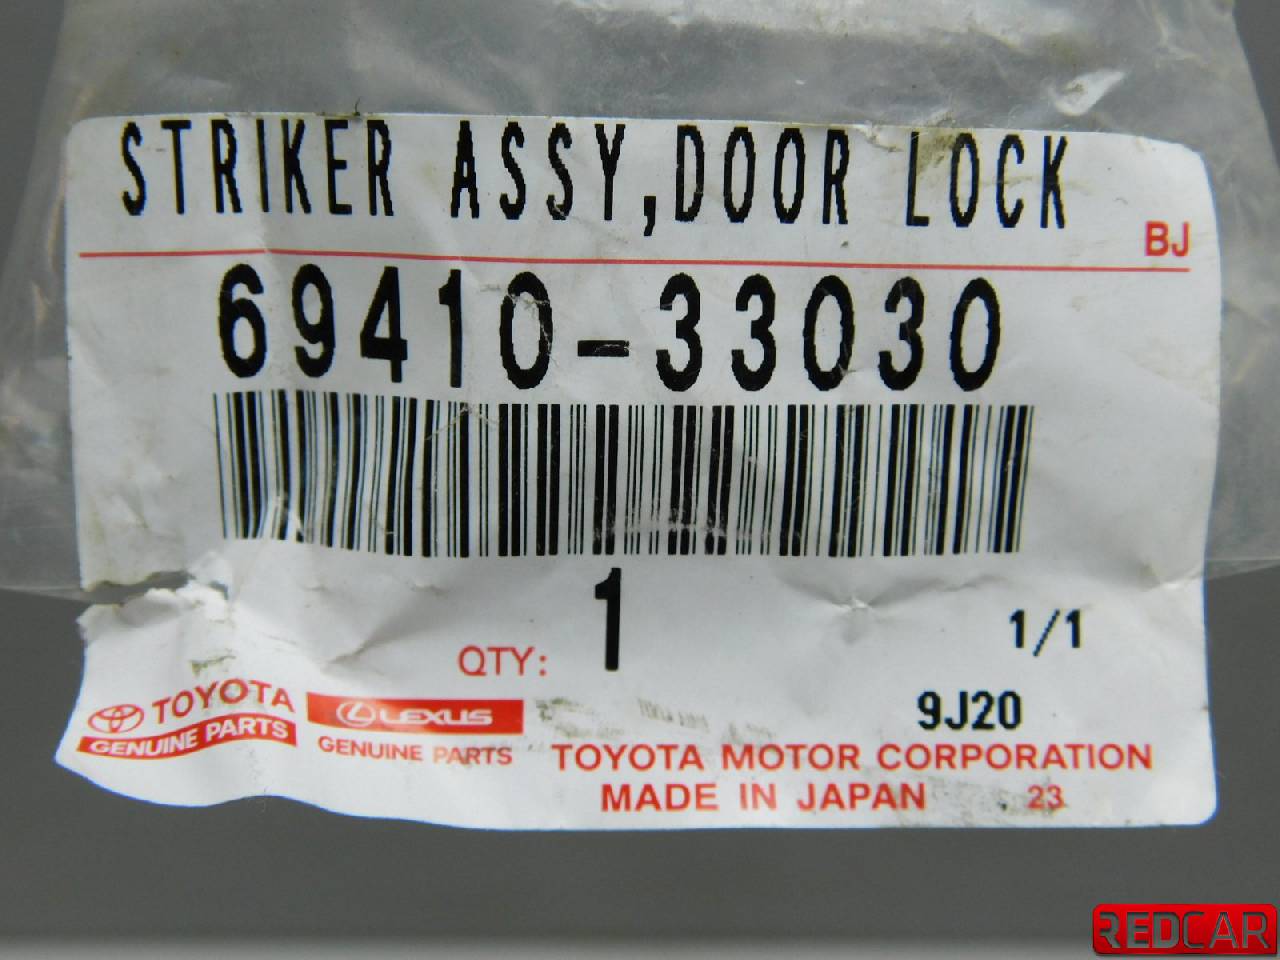 STRIKER ASSY,DOOR LOCK
BJ
69410-33030
QTY: 1
1/1
9J20
TOYOTA
GENUINE PARTS
LEXUS
GENUINE PARTS
TOYOTA MOTOR CORPORATION
MADE IN JAPAN 23
REDCAR